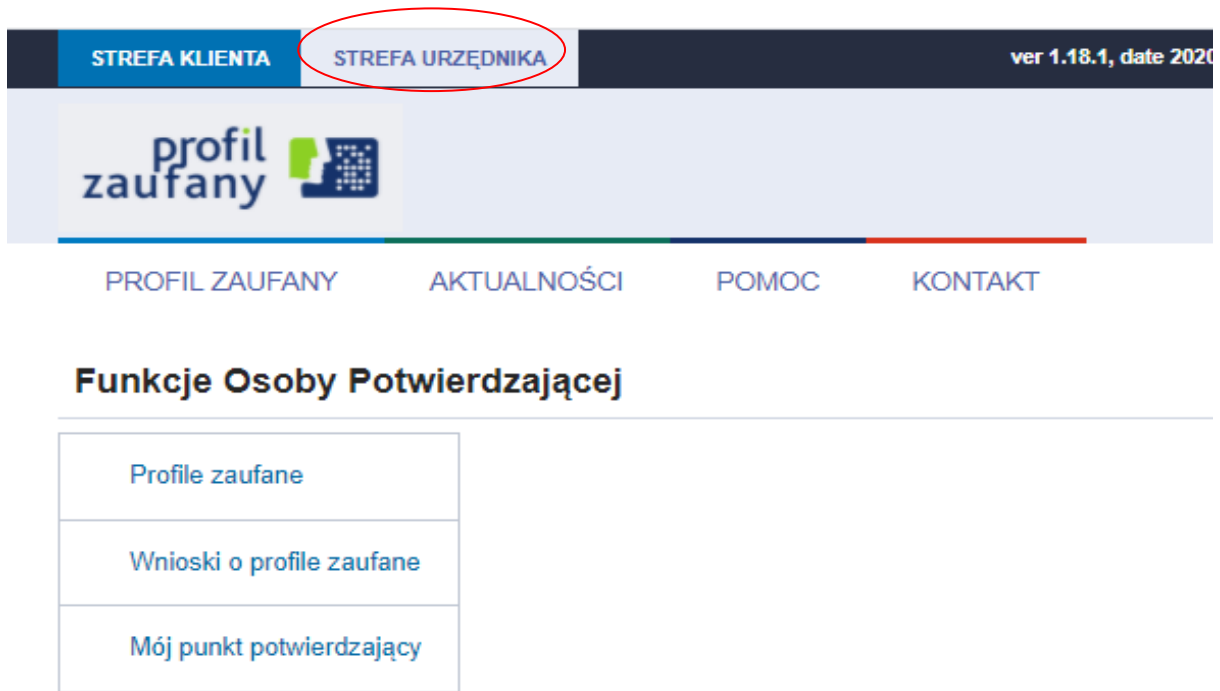 STREFA KLIENTA STREFA URZĘDNIKA ver 1.18.1, date 2020
profil
zaufany
PROFIL ZAUFANY AKTUALNOŚCI POMOC KONTAKT
Funkcje Osoby Potwierdzającej
Profile zaufane
Wnioski o profile zaufane
Mój punkt potwierdzający